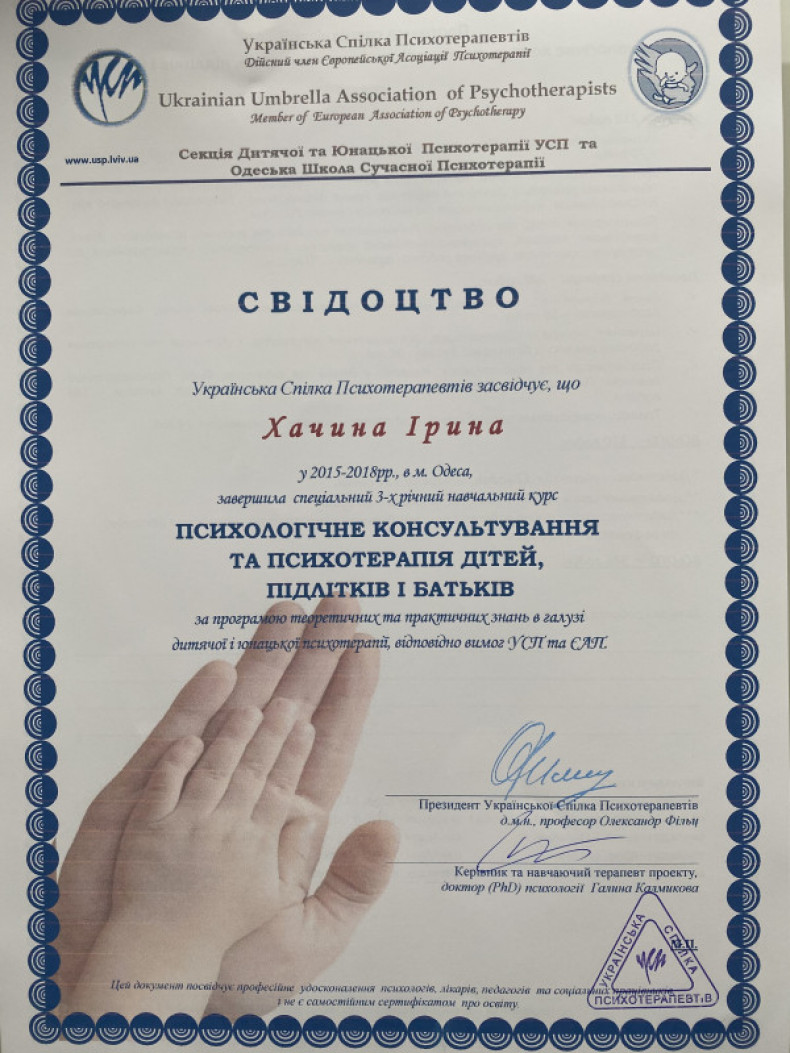 Українська Спілка Психотерапевтів
Дійсний член Європейської Асоціації Психотерапії
Ukrainian Umbrella Association of Psychotherapists
Member of European Association of Psychotherapy
www.usp.lviv.ua
Секція Дитячої та Юнацької Психотерапії УСП та
Одеська Школа Сучасної Психотерапії
СВІДОЦТВО
Українська Спілка Психотерапевтів засвідчує, що
Хачина Ірина
у 2015-2018рр., в м. Одеса,
завершила спеціальний 3-х річний навчальний курс
ПСИХОЛОГІЧНЕ КОНСУЛЬТУВАННЯ
ТА ПСИХОТЕРАПІЯ ДІТЕЙ,
ПІДЛІТКІВ І БАТЬКІВ
за програмою теоретичних та практичних знань в галузі
дитячої і юнацької психотерапії, відповідно вимог УСП та ЄАП.
Президент Української Спілка Психотерапевтів
д.м.н., професор Олександр Фільц
Керівник та навчаючий терапевт проекту,
доктор (PhD) психології Галина Калмикова
М.П.
УКРАЇНСЬКА СПІЛКА
ПСИХОТЕРАПЕВТІВ
Цей документ посвідчує професійне удосконалення психологів, лікарів, педагогів та соціальних працівників
і не є самостійним сертифікатом про освіту.